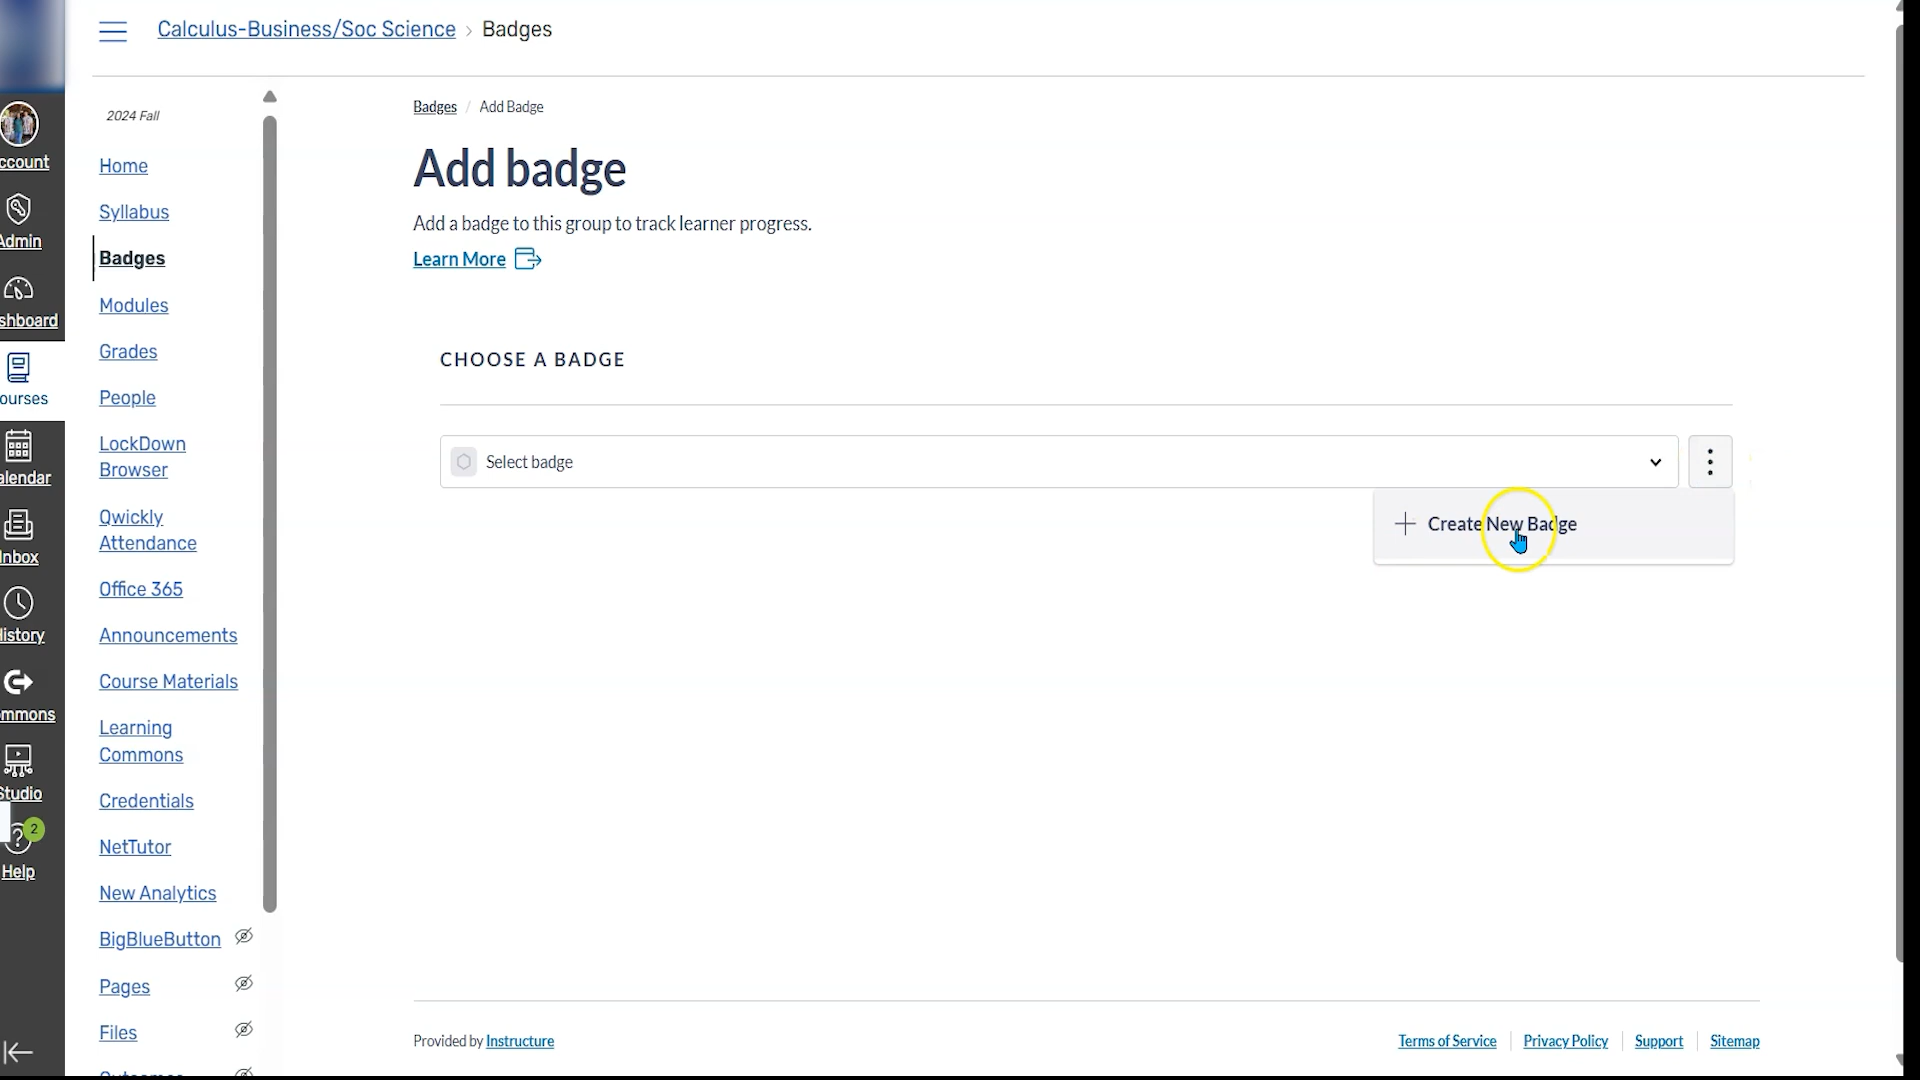 Calculus-Business/Soc Science › Badges
ccount
Admin
shboard
ourses
alendar
Inbox
History
mmons
Studio
2
Help
2024 Fall
Home
Syllabus
Badges
Modules
Grades
People
LockDown
Browser
Qwickly
Attendance
Office 365
Announcements
Course Materials
Learning
Commons
Credentials
NetTutor
New Analytics
BigBlueButton
Pages
Files
Badges / Add Badge
Add badge
Add a badge to this group to track learner progress.
Learn More
CHOOSE A BADGE
Select badge
Create New Badge
Provided by Instructure
Terms of Service
Privacy Policy
Support
Sitemap